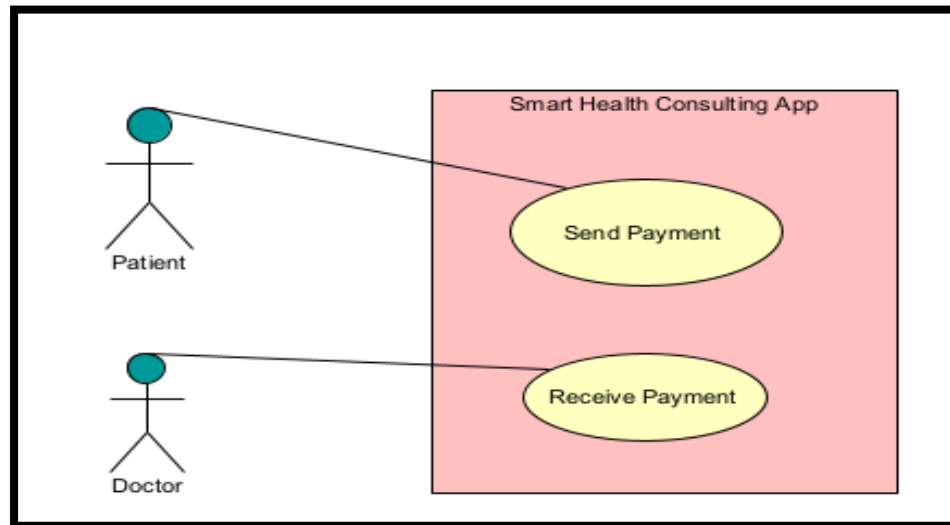 Smart Health Consulting App
Send Payment
Patient
Receive Payment
Doctor